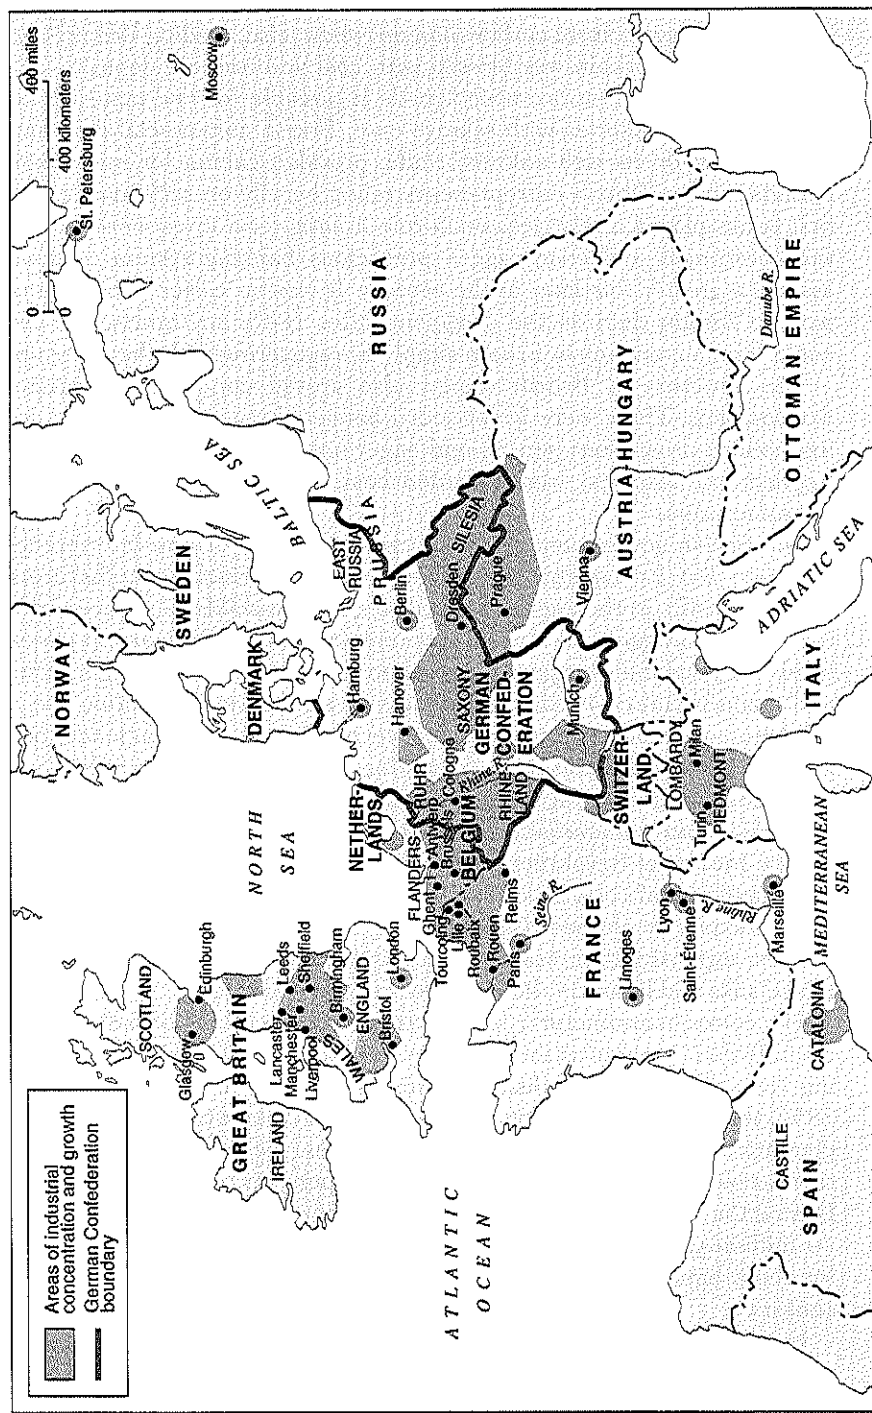 Areas of industrial
concentration and growth
German Confederation
boundary
0
400 miles
0
400 kilometers
NORWAY
SWEDEN
St. Petersburg
Moscow
SCOTLAND
Glasgow
Edinburgh
GREAT BRITAIN
IRELAND
NORTH
SEA
DENMARK
BALTIC SEA
Lancaster
Leeds
Manchester
Sheffield
Liverpool
WALES
Birmingham
ENGLAND
Bristol
London
NETHER-
LANDS
Hamburg
Hanover
Berlin
EAST
RUSSIA
PRUSSIA
RUSSIA
ATLANTIC
OCEAN
FLANDERS
RUHR
Ghent
Antwerp
Cologne
Tourcoing
Brussels
Rhine R.
Lille
BELGIUM
Roubaix
SAXONY
Dresden
SILESIA
Rouen
Reims
RHINE
LAND
GERMAN
CONFED-
ERATION
Prague
Paris
Seine R.
FRANCE
Munich
Vienna
AUSTRIA-HUNGARY
Limoges
Lyon
Saint-Étienne
SWITZER-
LAND
LOMBARDY
Milan
Turin
PIEDMONT
Rhône R.
Marseille
Danube R.
OTTOMAN EMPIRE
ADRIATIC SEA
ITALY
MEDITERRANEAN
SEA
CATALONIA
CASTILE
SPAIN